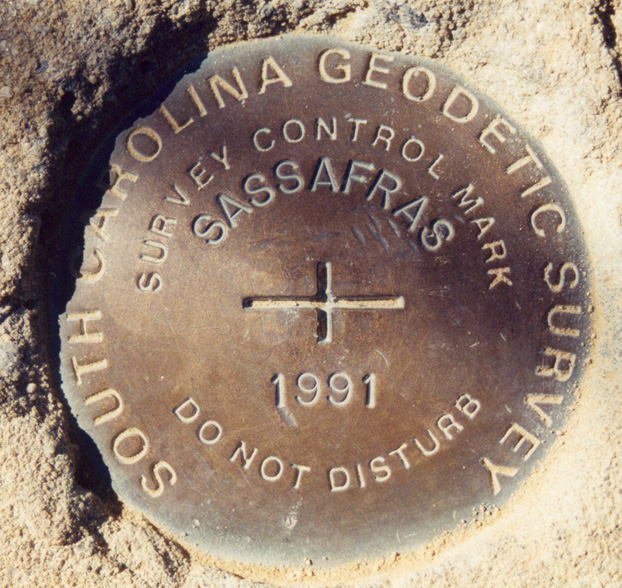 SOUTH CAROLINA GEODETIC SURVEY
SURVEY CONTROL MARK
SASSAFRAS
1991
DO NOT DISTURB